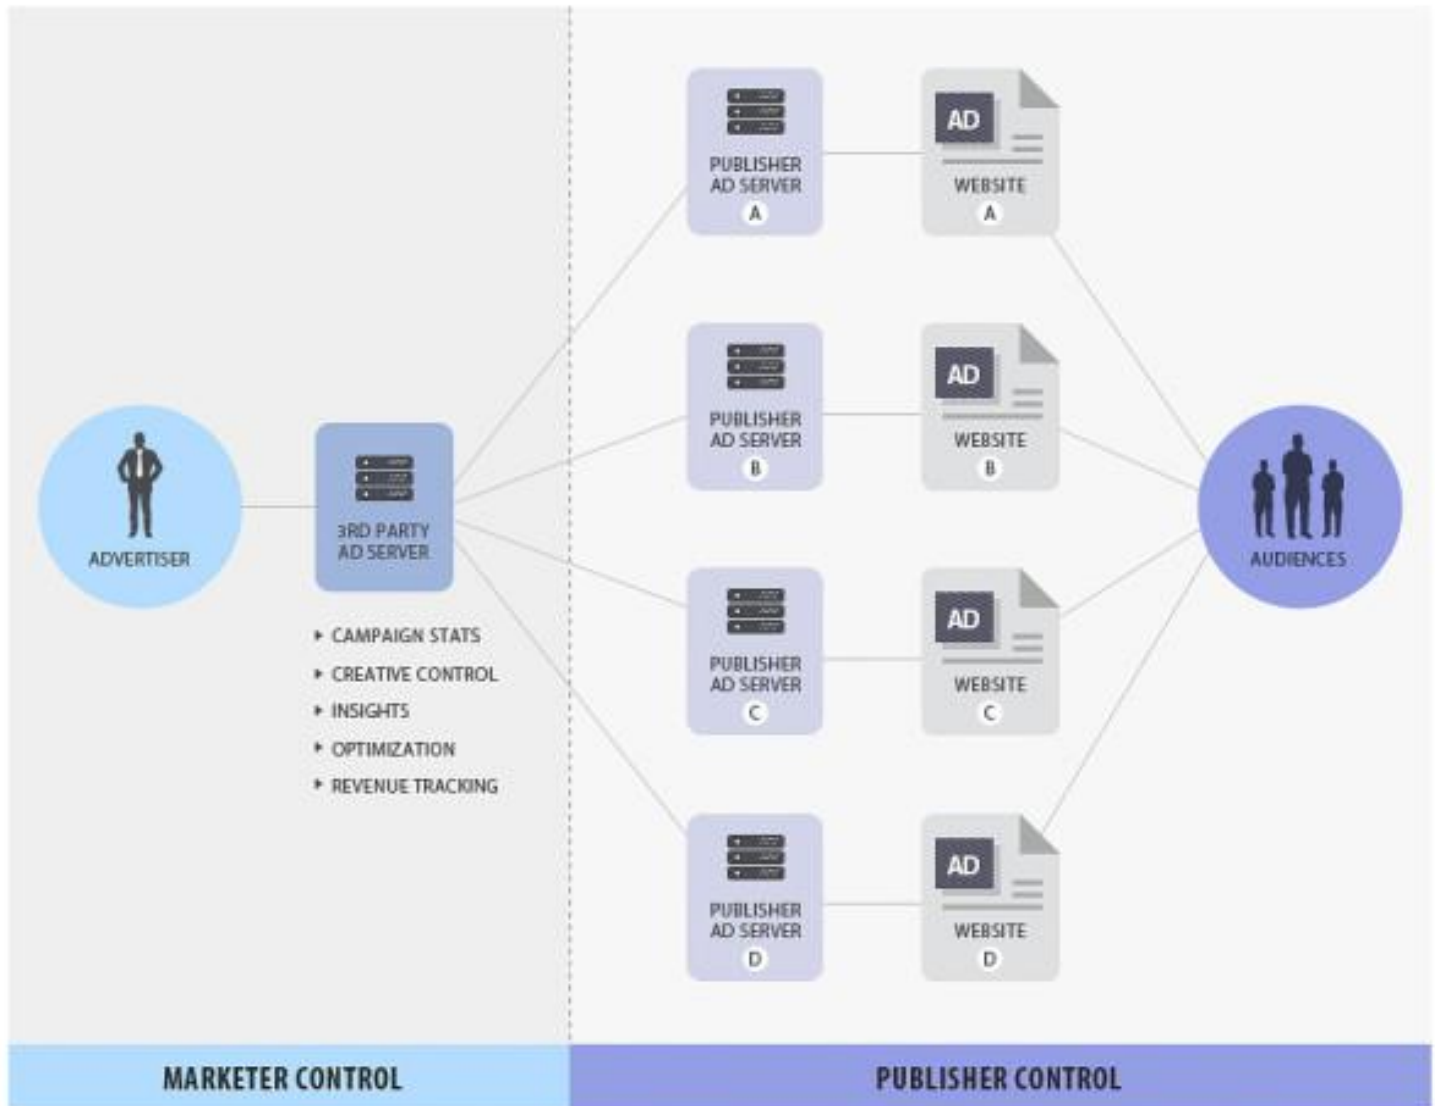 ADVERTISER
3RD PARTY
AD SERVER
▸ CAMPAIGN STATS
▸ CREATIVE CONTROL
▸ INSIGHTS
▸ OPTIMIZATION
▸ REVENUE TRACKING
PUBLISHER
AD SERVER
A
AD
WEBSITE
A
PUBLISHER
AD SERVER
B
AD
WEBSITE
B
PUBLISHER
AD SERVER
C
AD
WEBSITE
C
PUBLISHER
AD SERVER
D
AD
WEBSITE
D
AUDIENCES
MARKETER CONTROL
PUBLISHER CONTROL